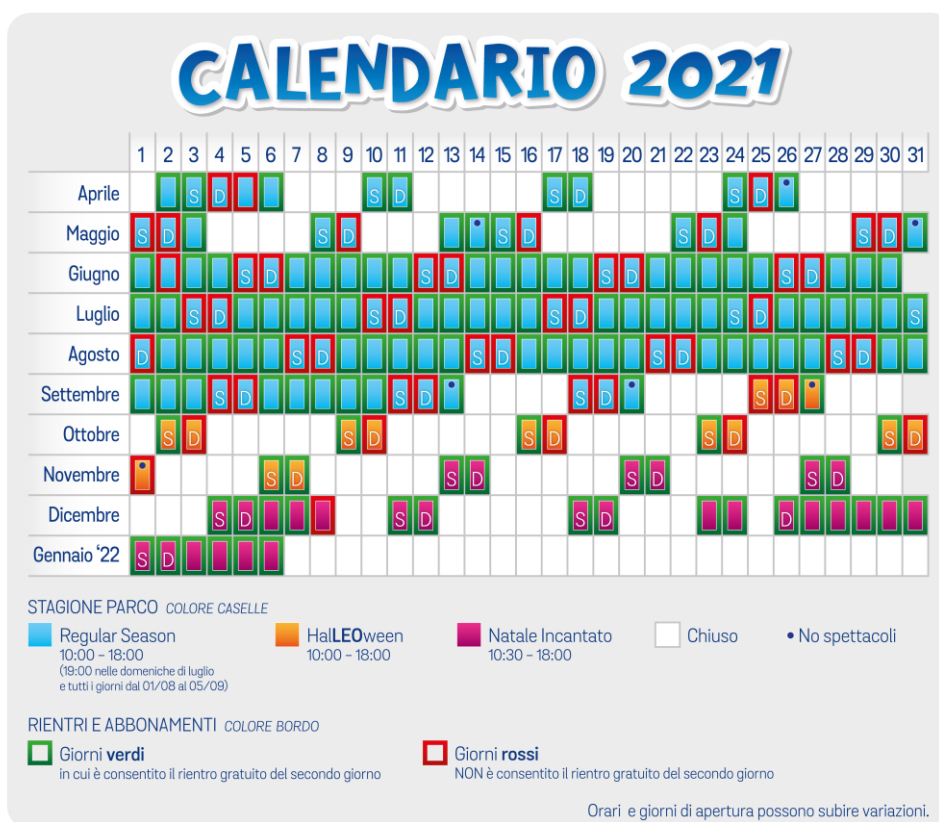 CALENDARIO 2021
1 2 3 4 5 6 7 8 9 10 11 12 13 14 15 16 17 18 19 20 21 22 23 24 25 26 27 28 29 30 31
Aprile S D S D S D S D
Maggio S D S D S D S D S D
Giugno S D S D S D S D
Luglio S D S D S D S D S
Agosto D S D S D S D S D
Settembre S D S D S D S D
Ottobre S D S D S D S D S D
Novembre S D S D S D S D
Dicembre S D S D S D D
Gennaio ‘22 S D
STAGIONE PARCO COLORE CASELLE
Regular Season HalLEOween Natale Incantato Chiuso • No spettacoli
10:00 – 18:00 10:00 – 18:00 10:30 – 18:00
(19:00 nelle domeniche di luglio
e tutti i giorni dal 01/08 al 05/09)
RIENTRI E ABBONAMENTI COLORE BORDO
Giorni verdi Giorni rossi
in cui è consentito il rientro gratuito del secondo giorno NON è consentito il rientro gratuito del secondo giorno
Orari e giorni di apertura possono subire variazioni.